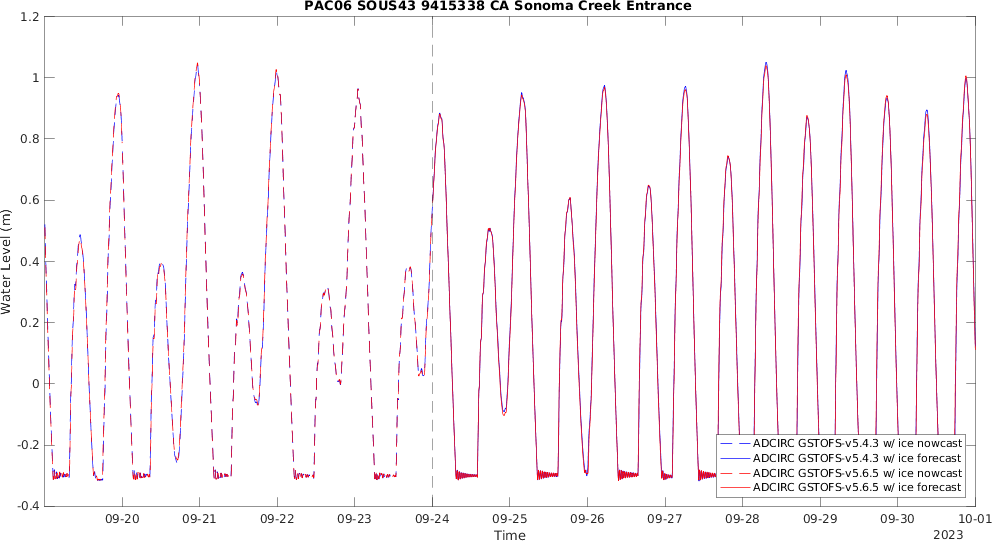 PAC06 SOUS43 9415338 CA Sonoma Creek Entrance
1.2
1
0.8
0.6
0.4
0.2
0
-0.2
-0.4
Water Level (m)
ADCIRC GSTOFS-v5.4.3 w/ ice nowcast
ADCIRC GSTOFS-v5.4.3 w/ ice forecast
ADCIRC GSTOFS-v5.6.5 w/ ice nowcast
ADCIRC GSTOFS-v5.6.5 w/ ice forecast
09-20 09-21 09-22 09-23 09-24 09-25 09-26 09-27 09-28 09-29 09-30 10-01
Time
2023